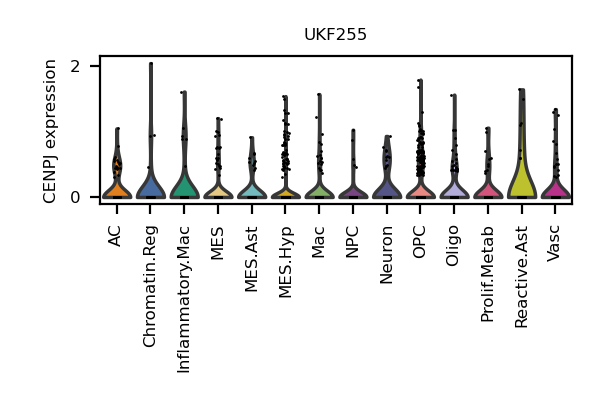 UKF255
CENPJ expression
2
0
AC
Chromatin.Reg
Inflammatory.Mac
MES
MES.Ast
MES.Hyp
Mac
NPC
Neuron
OPC
Oligo
Prolif.Metab
Reactive.Ast
Vasc